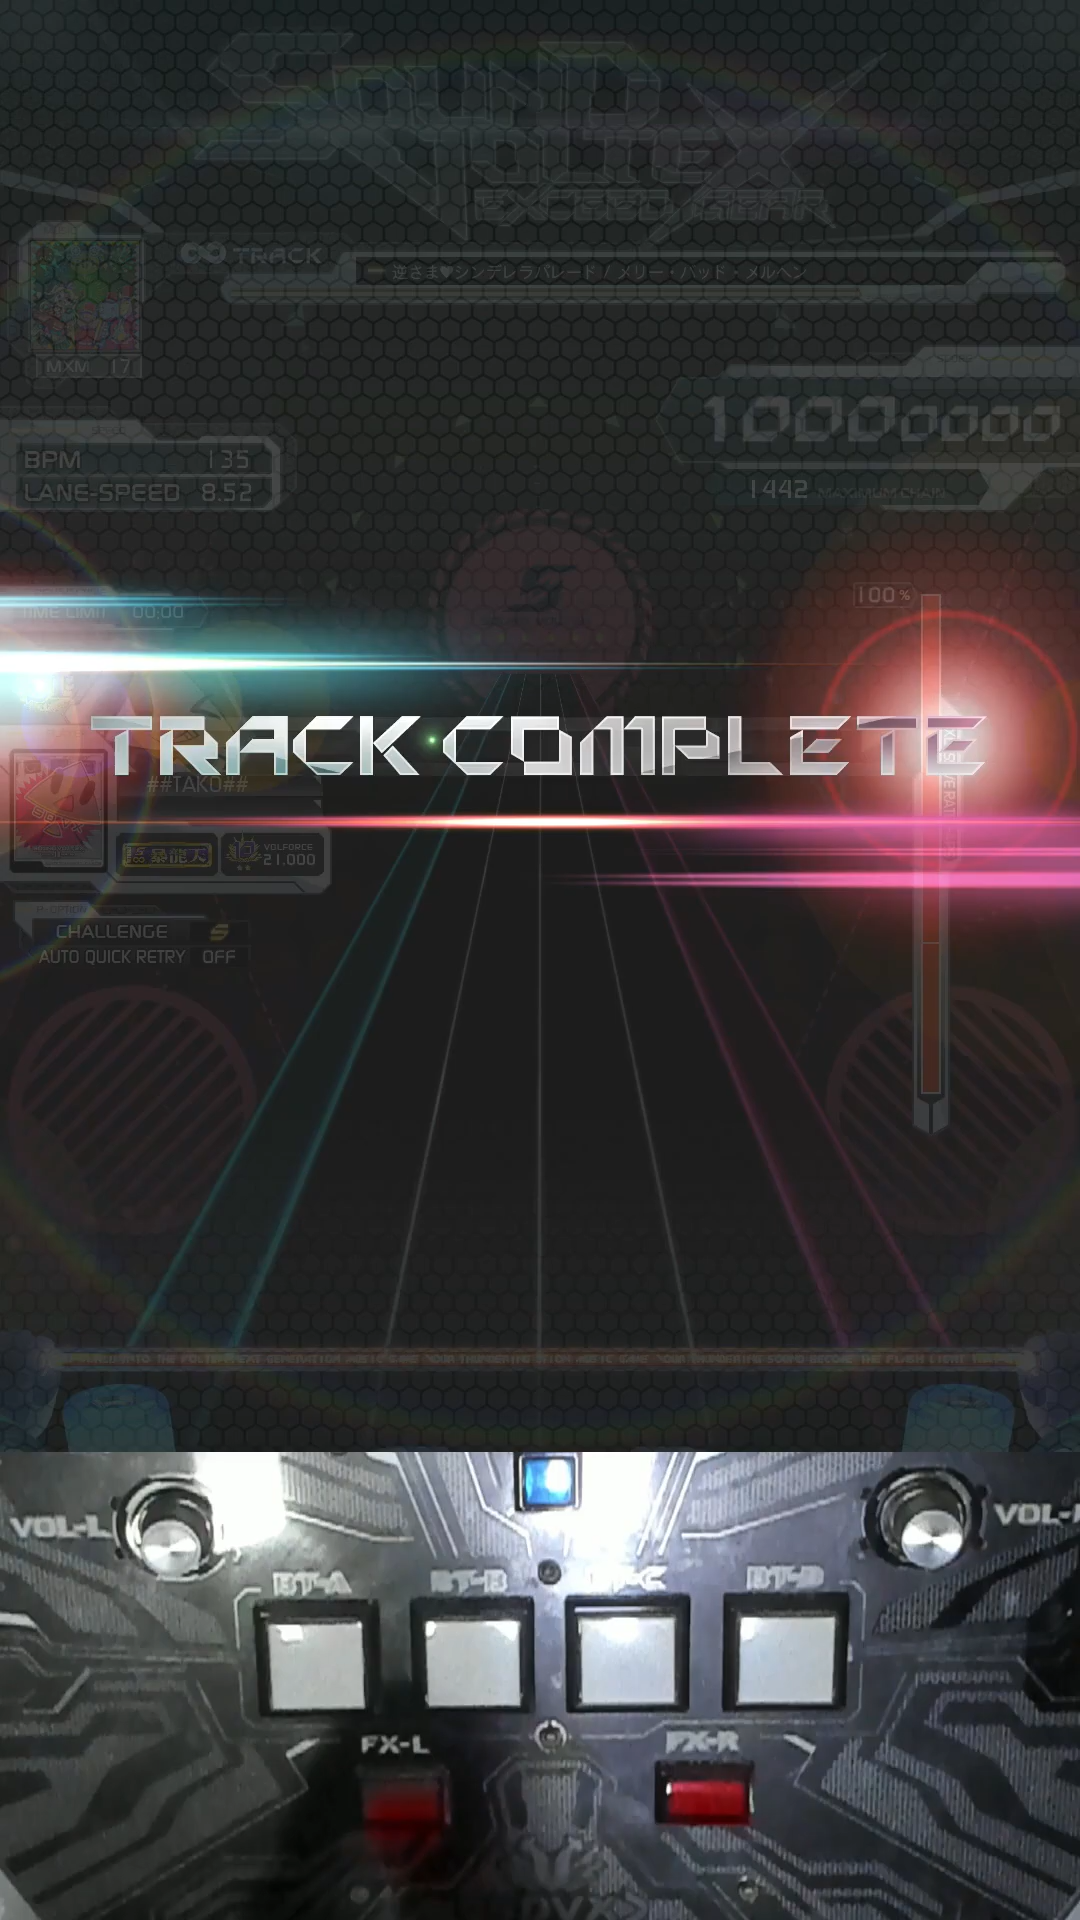 SOUND
VOLTEX
EXCEED GEAR
∞ TRACK
逆さま♥シンデレラパレード / メリー・バッド・メルヘン
MXM 17
10000000
BPM 135
LANE-SPEED 8.52
1442 MAXIMUM CHAIN
100%
TIME LIMIT 00:00
TRACK COMPLETE
##TAKO##
暴龍天
VOLFORCE
21,000
CHALLENGE S
AUTO QUICK RETRY OFF
VOL-L
BT-A BT-B BT-C BT-D
FX-L FX-R